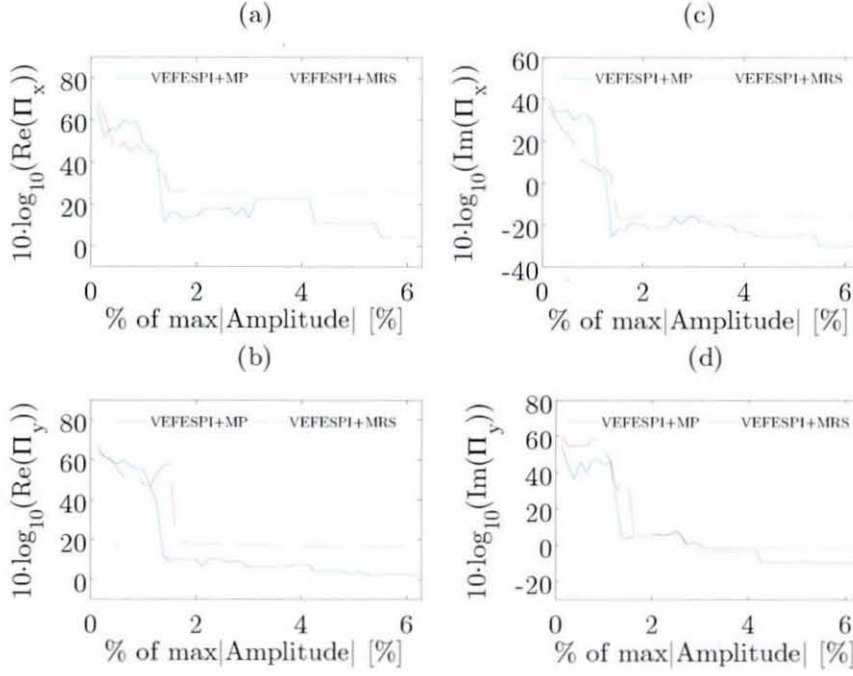 (a)
10·log10(Re(Πx))
80
60
40
20
0
VEFESPI+MP VEFESPI+MRS
0 2 4 6
% of max|Amplitude| [%]
(c)
10·log10(Im(Πx))
60
40
20
0
-20
-40
VEFESPI+MP VEFESPI+MRS
0 2 4 6
% of max|Amplitude| [%]
(b)
10·log10(Re(Πy))
80
60
40
20
0
VEFESPI+MP VEFESPI+MRS
0 2 4 6
% of max|Amplitude| [%]
(d)
10·log10(Im(Πy))
80
60
40
20
0
-20
VEFESPI+MP VEFESPI+MRS
0 2 4 6
% of max|Amplitude| [%]